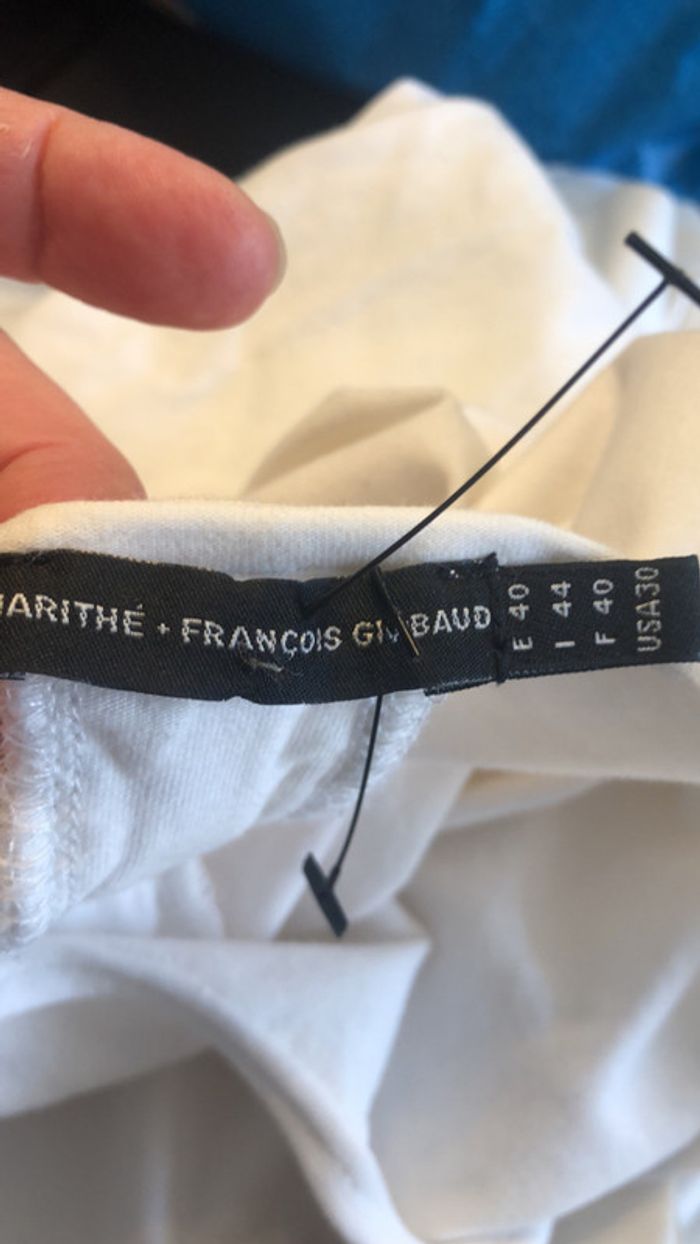 ARITHÉ + FRANÇOIS GI BAUD
E 40
I 44
F 40
USA30